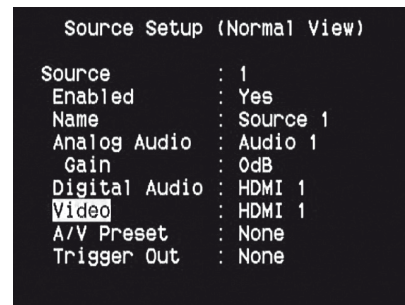 Source Setup (Normal View)
Source : 1
Enabled : Yes
Name : Source 1
Analog Audio : Audio 1
Gain : 0dB
Digital Audio : HDMI 1
Video : HDMI 1
A/V Preset : None
Trigger Out : None